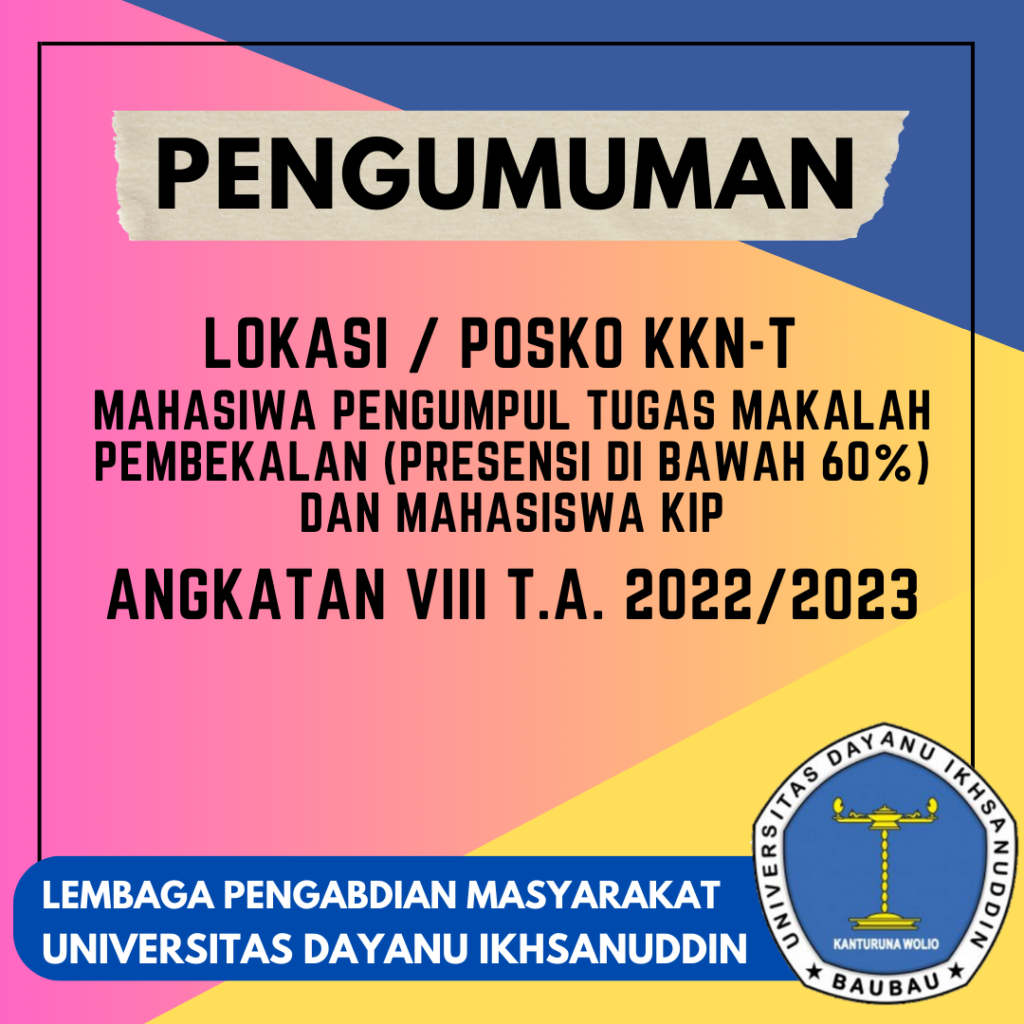 PENGUMUMAN
LOKASI / POSKO KKN-T
MAHASIWA PENGUMPUL TUGAS MAKALAH
PEMBEKALAN (PRESENSI DI BAWAH 60%)
DAN MAHASISWA KIP
ANGKATAN VIII T.A. 2022/2023
LEMBAGA PENGABDIAN MASYARAKAT
UNIVERSITAS DAYANU IKHSANUDDIN
UNIVERSITAS DAYANU IKHSANUDDIN
KANTURUNA WOLIO
BAUBAU